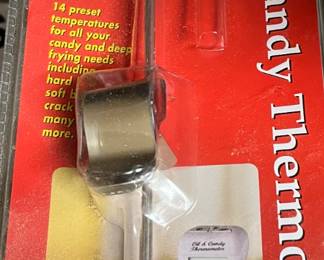 14 preset
temperatures
for all your
candy and deep
frying needs
including
hard
soft b
crack
many
more.
andy Thermo
Oil & Candy
Thermometer